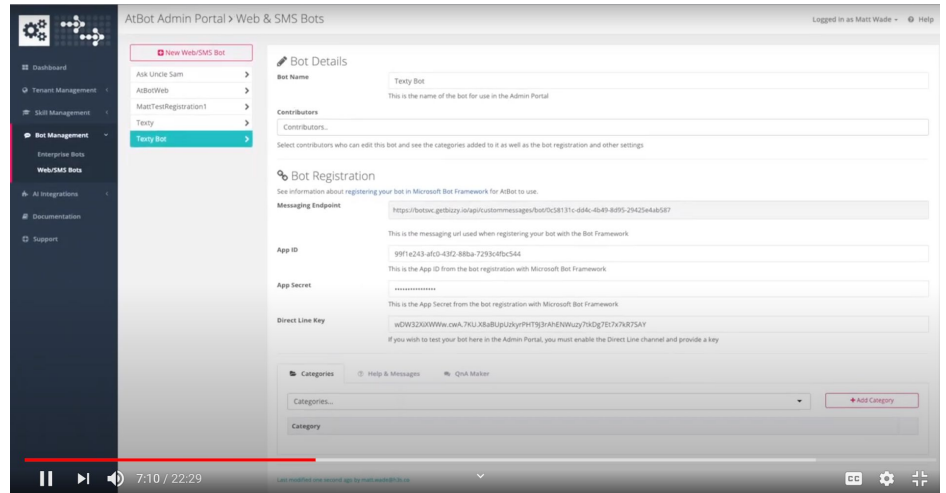 AtBot Admin Portal > Web & SMS Bots
Logged in as Matt Wade
Help
Dashboard
Tenant Management
Skill Management
Bot Management
Enterprise Bots
Web/SMS Bots
AI Integrations
Documentation
Support
New Web/SMS Bot
Ask Uncle Sam
AtBotWeb
MattTestRegistration1
Texty
Texty Bot
Bot Details
Bot Name
Texty Bot
This is the name of the bot for use in the Admin Portal
Contributors
Contributors..
Select contributors who can edit this bot and see the categories added to it as well as the bot registration and other settings
Bot Registration
See information about registering your bot in Microsoft Bot Framework for AtBot to use.
Messaging Endpoint
https://botsvc.getbizzy.io/api/custommessages/bot/0c58131c-dd4c-4b49-8d95-29425e4ab587
This is the messaging url used when registering your bot with the Bot Framework
App ID
99f1e243-afc0-43f2-88ba-7293c4fbc544
This is the App ID from the bot registration with Microsoft Bot Framework
App Secret
••••••••••••••••
This is the App Secret from the bot registration with Microsoft Bot Framework
Direct Line Key
wDW32XiXWWw.cwA.7KU.X8aBUpUzkyrPHT9J3rAhENWuzy7tkDg7Et7x7kR7SAY
If you wish to test your bot here in the Admin Portal, you must enable the Direct Line channel and provide a key
Categories
Help & Messages
QnA Maker
Categories...
Add Category
Category
7:10 / 22:29
CC
Last modified one second ago by